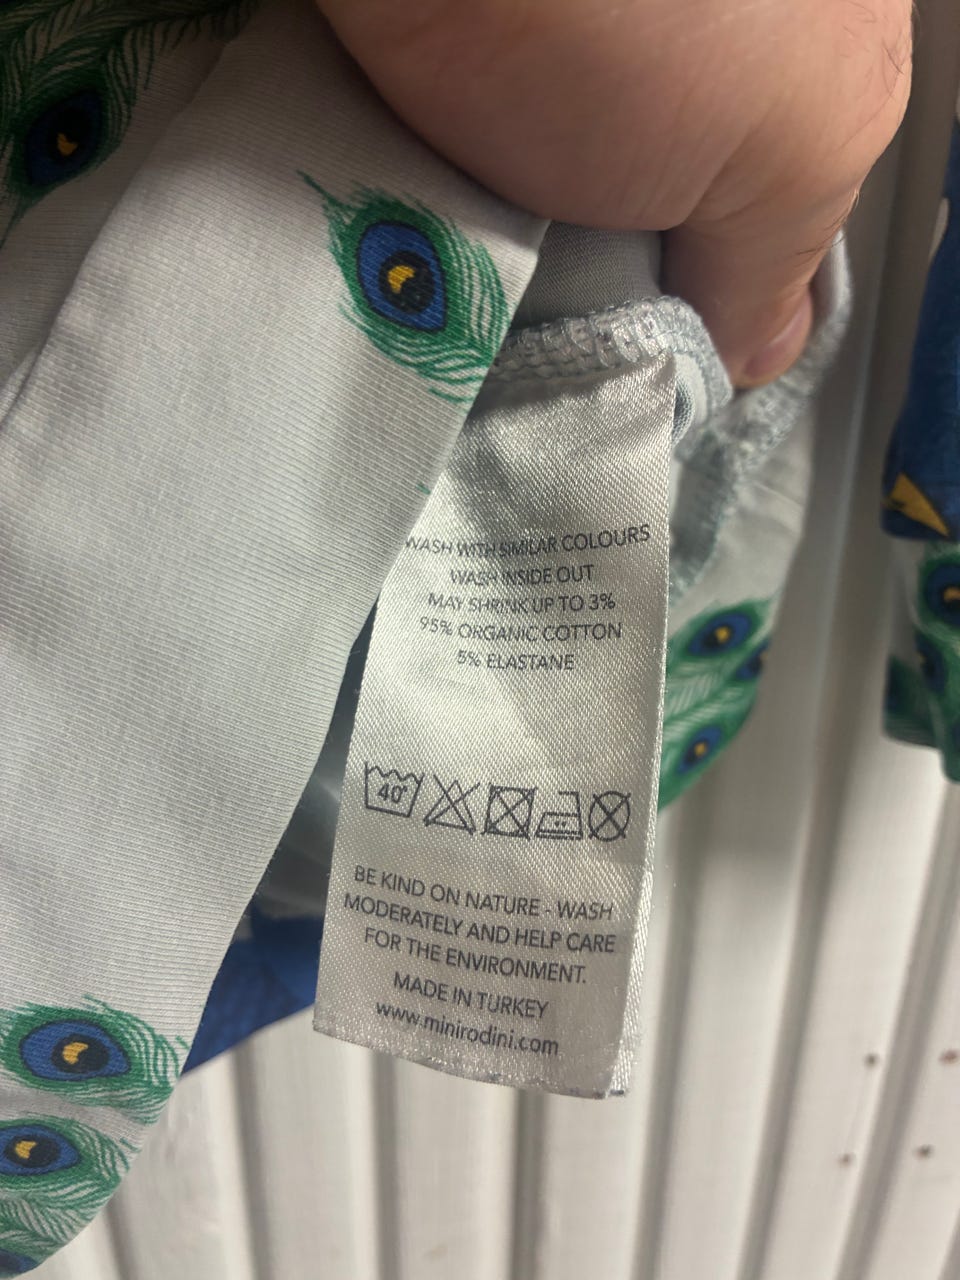 WASH WITH SIMILAR COLOURS
WASH INSIDE OUT
MAY SHRINK UP TO 3%
95% ORGANIC COTTON
5% ELASTANE
40°
BE KIND ON NATURE - WASH
MODERATELY AND HELP CARE
FOR THE ENVIRONMENT.
MADE IN TURKEY
www.minirodini.com